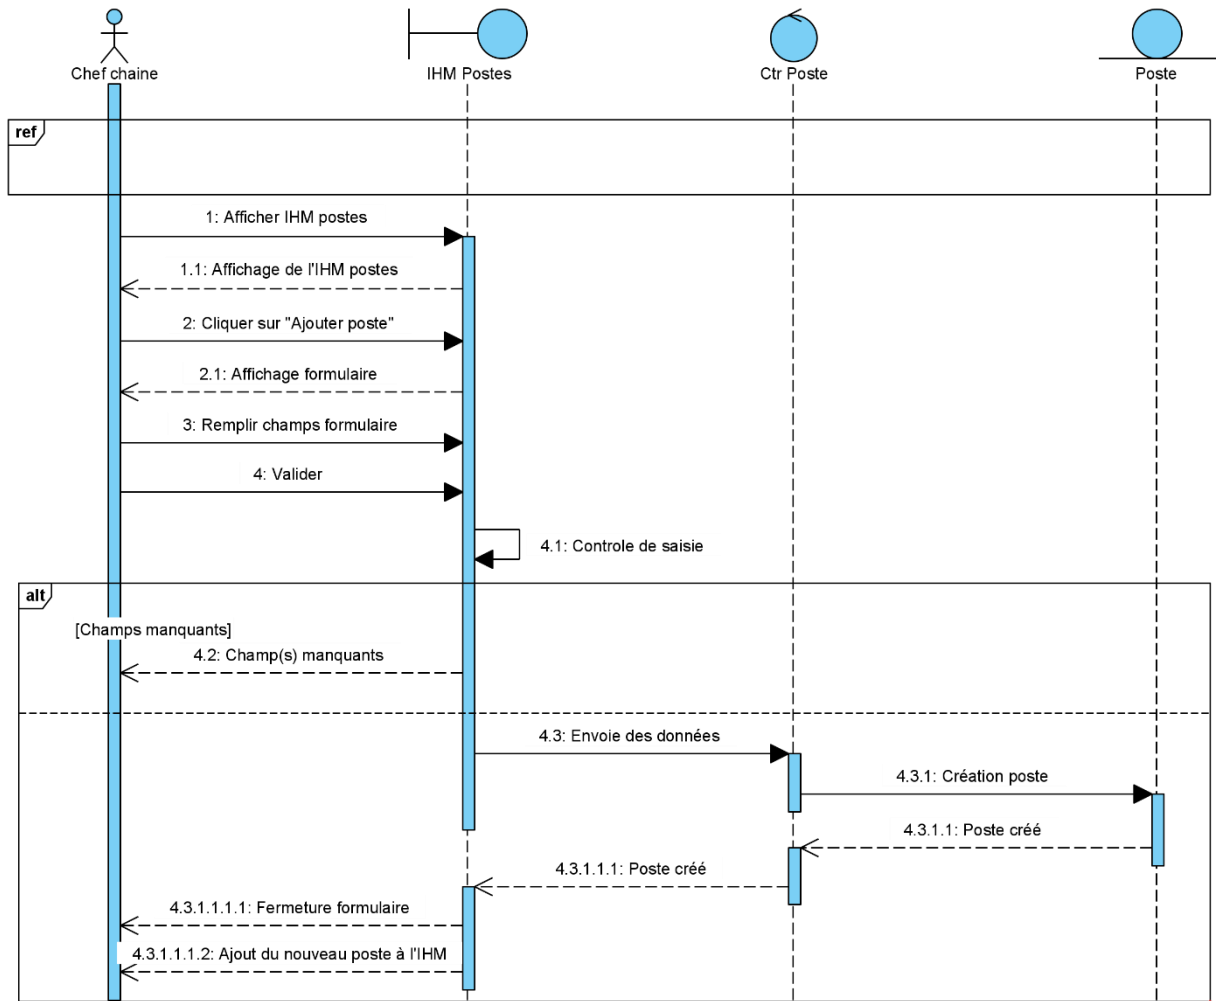 Chef chaine
IHM Postes
Ctr Poste
Poste
ref
1: Afficher IHM postes
1.1: Affichage de l'IHM postes
2: Cliquer sur "Ajouter poste"
2.1: Affichage formulaire
3: Remplir champs formulaire
4: Valider
4.1: Controle de saisie
alt
[Champs manquants]
4.2: Champ(s) manquants
4.3: Envoie des données
4.3.1: Création poste
4.3.1.1: Poste créé
4.3.1.1.1: Poste créé
4.3.1.1.1.1: Fermeture formulaire
4.3.1.1.1.2: Ajout du nouveau poste à l'IHM